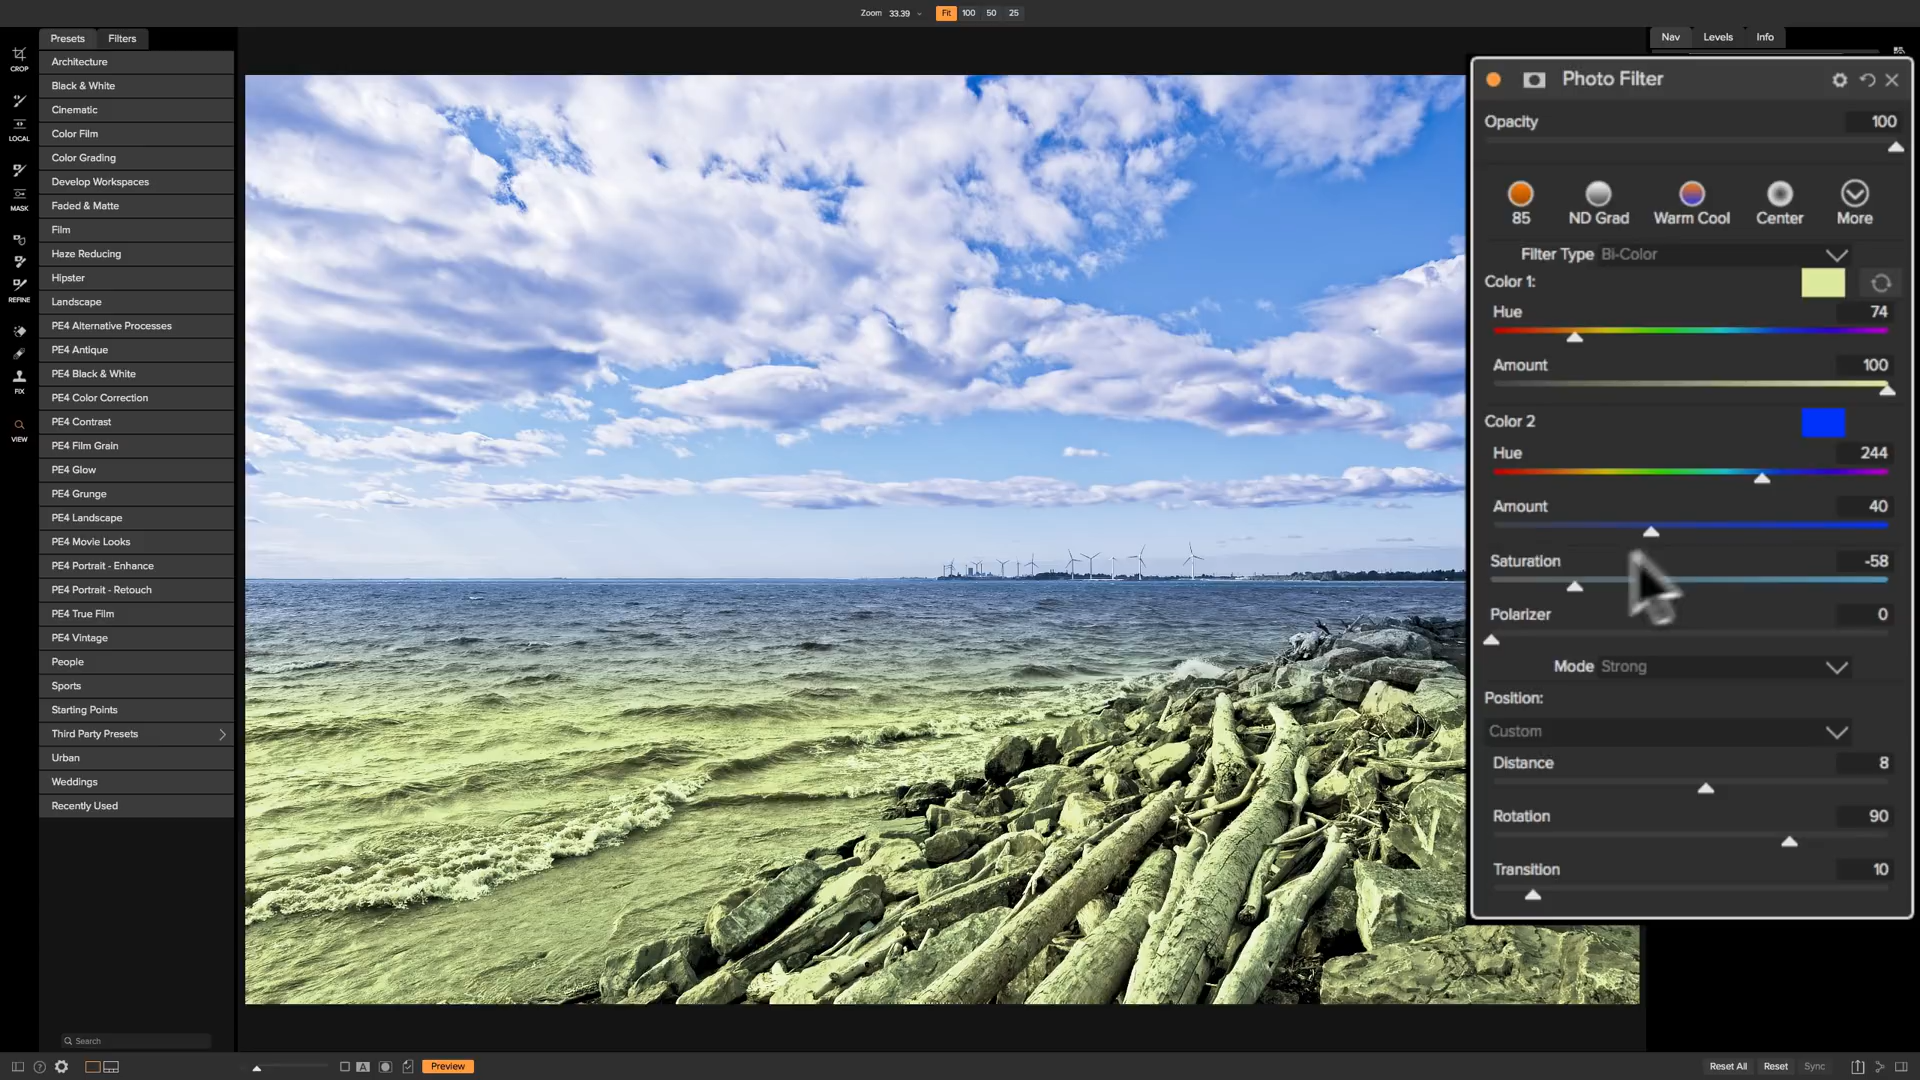 Zoom 33.39 Fit 100 50 25
Presets Filters
Nav Levels Info
CROP
LOCAL
MASK
REFINE
FIX
VIEW
Architecture
Black & White
Cinematic
Color Film
Color Grading
Develop Workspaces
Faded & Matte
Film
Haze Reducing
Hipster
Landscape
PE4 Alternative Processes
PE4 Antique
PE4 Black & White
PE4 Color Correction
PE4 Contrast
PE4 Film Grain
PE4 Glow
PE4 Grunge
PE4 Landscape
PE4 Movie Looks
PE4 Portrait - Enhance
PE4 Portrait - Retouch
PE4 True Film
PE4 Vintage
People
Sports
Starting Points
Third Party Presets
Urban
Weddings
Recently Used
Search
Photo Filter
Opacity 100
85 ND Grad Warm Cool Center More
Filter Type Bi-Color
Color 1:
Hue 74
Amount 100
Color 2
Hue 244
Amount 40
Saturation -58
Polarizer 0
Mode Strong
Position:
Custom
Distance 8
Rotation 90
Transition 10
A Preview
Reset All Reset Sync